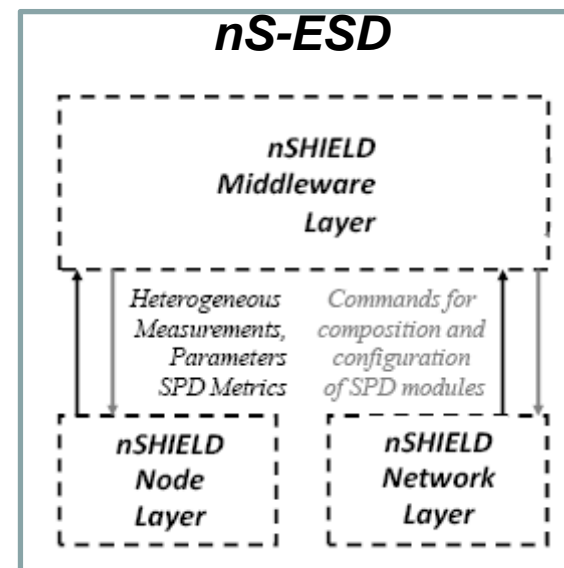 nS-ESD
nSHIELD
Middleware
Layer
Heterogeneous
Measurements,
Parameters
SPD Metrics
Commands for
composition and
configuration
of SPD modules
nSHIELD
Node
Layer
nSHIELD
Network
Layer